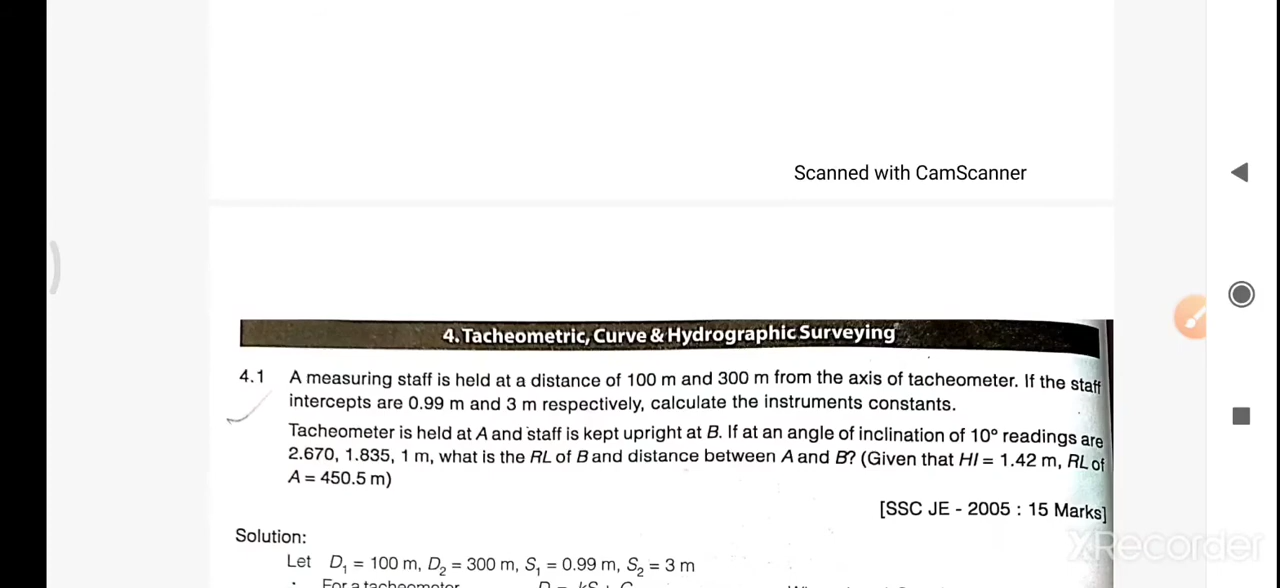 Scanned with CamScanner
4. Tacheometric, Curve & Hydrographic Surveying
4.1 A measuring staff is held at a distance of 100 m and 300 m from the axis of tacheometer. If the staff
intercepts are 0.99 m and 3 m respectively, calculate the instruments constants.
Tacheometer is held at A and staff is kept upright at B. If at an angle of inclination of 10° readings are
2.670, 1.835, 1 m, what is the RL of B and distance between A and B? (Given that HI = 1.42 m, RL of
A = 450.5 m)
[SSC JE - 2005 : 15 Marks]
Solution:
Let D₁ = 100 m, D₂ = 300 m, S₁ = 0.99 m, S₂ = 3 m
For a tacheometer
XRecorder